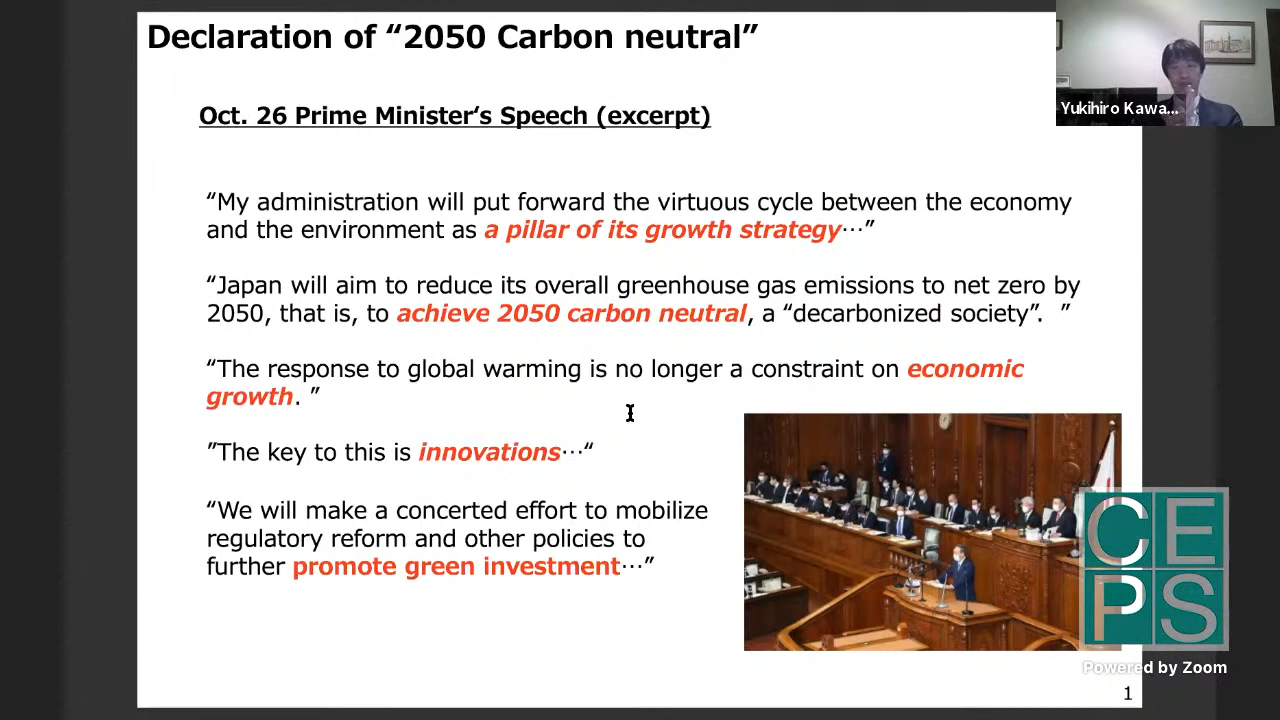 Declaration of “2050 Carbon neutral”
Yukihiro Kawa...
Oct. 26 Prime Minister‘s Speech (excerpt)
“My administration will put forward the virtuous cycle between the economy
and the environment as a pillar of its growth strategy…”
“Japan will aim to reduce its overall greenhouse gas emissions to net zero by
2050, that is, to achieve 2050 carbon neutral, a “decarbonized society”. ”
“The response to global warming is no longer a constraint on economic
growth. ”
”The key to this is innovations…“
“We will make a concerted effort to mobilize
regulatory reform and other policies to
further promote green investment…”
CE
PS
Powered by Zoom
1